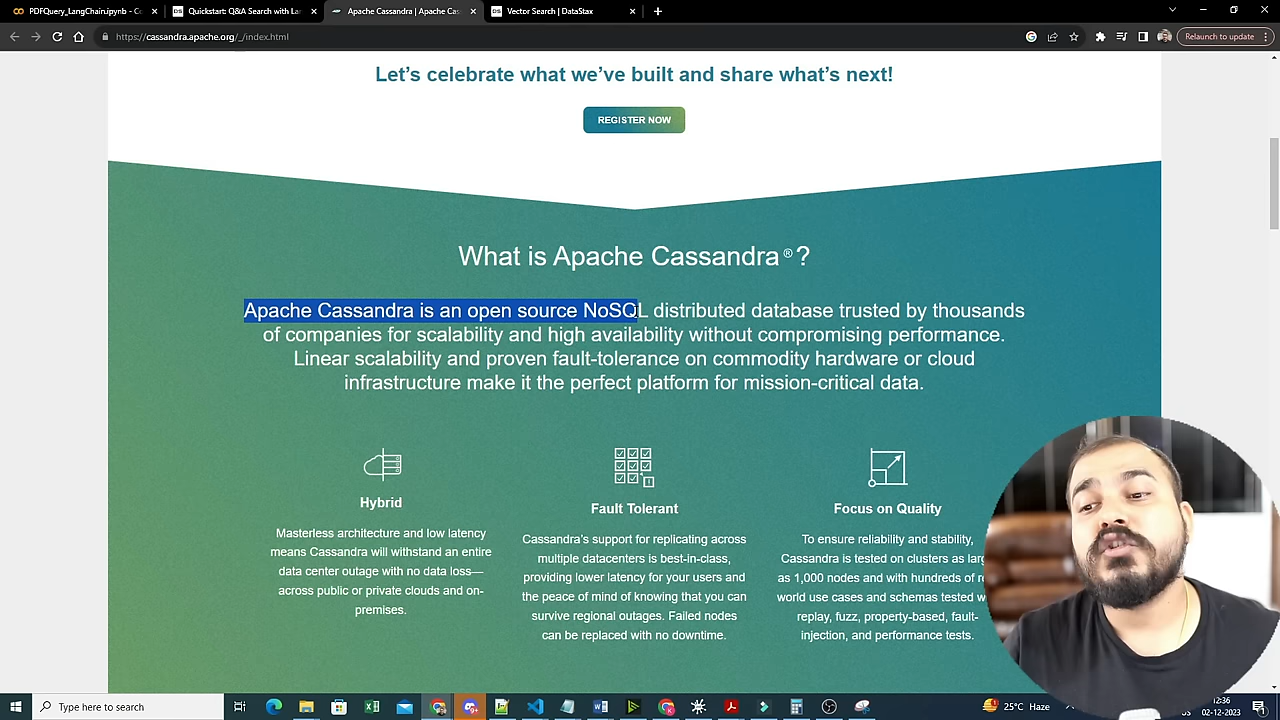 PDFQuery_LangChain.ipynb - Co
Quickstart: Q&A Search with La
Apache Cassandra | Apache Cas
Vector Search | DataStax
https://cassandra.apache.org/_/index.html
Relaunch to update
Let's celebrate what we've built and share what's next!
REGISTER NOW
What is Apache Cassandra®?
Apache Cassandra is an open source NoSQL distributed database trusted by thousands
of companies for scalability and high availability without compromising performance.
Linear scalability and proven fault-tolerance on commodity hardware or cloud
infrastructure make it the perfect platform for mission-critical data.
Hybrid
Masterless architecture and low latency
means Cassandra will withstand an entire
data center outage with no data loss—
across public or private clouds and on-
premises.
Fault Tolerant
Cassandra's support for replicating across
multiple datacenters is best-in-class,
providing lower latency for your users and
the peace of mind of knowing that you can
survive regional outages. Failed nodes
can be replaced with no downtime.
Focus on Quality
To ensure reliability and stability,
Cassandra is tested on clusters as
as 1,000 nodes and with hundreds of
world use cases and schemas tested
replay, fuzz, property-based, fault-
injection, and performance tests.
Type here to search
25°C Haze
12:36
02-12-2023